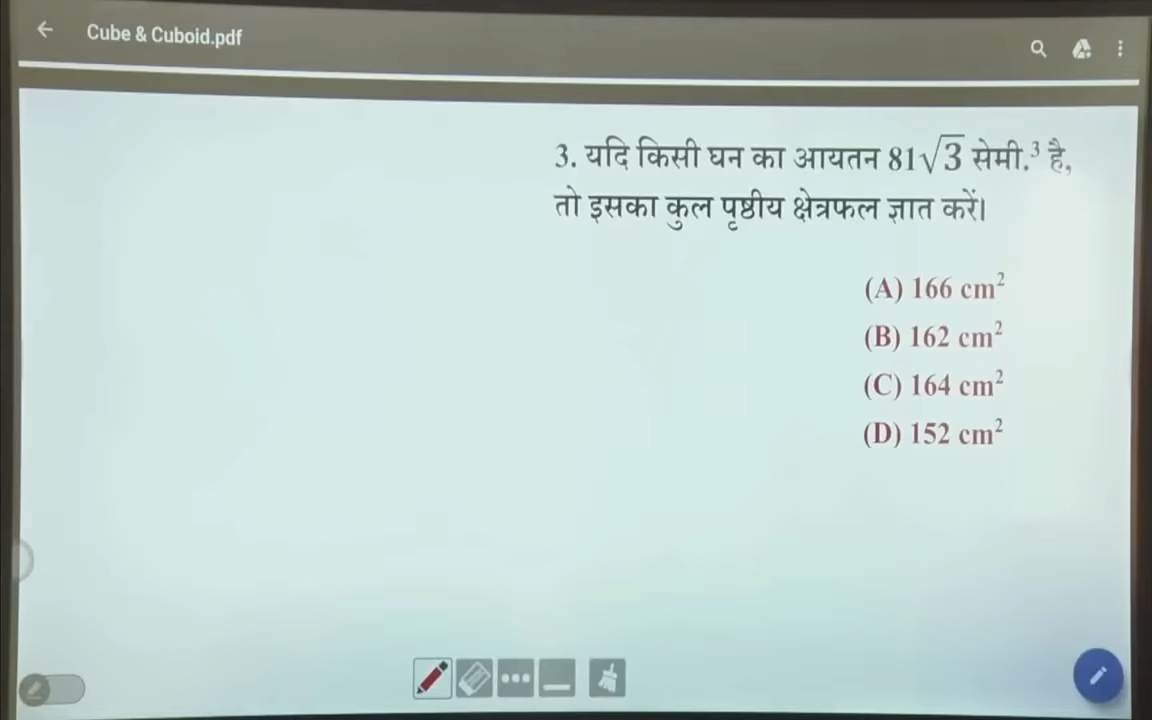 Cube & Cuboid.pdf
3. यदि किसी घन का आयतन 81√3 सेमी.³ है,
तो इसका कुल पृष्ठीय क्षेत्रफल ज्ञात करें।
(A) 166 cm²
(B) 162 cm²
(C) 164 cm²
(D) 152 cm²